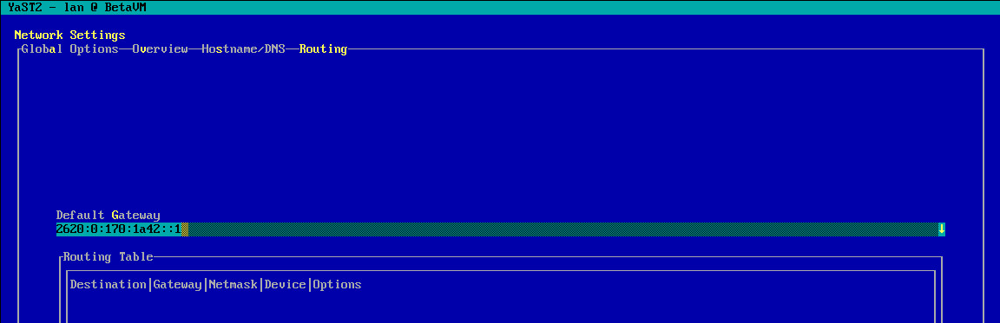 YaST2 - lan @ BetaVM
Network Settings
Global Options Overview Hostname/DNS Routing
Default Gateway
2620:0:170:1a42::1 ↓
Routing Table
Destination|Gateway|Netmask|Device|Options